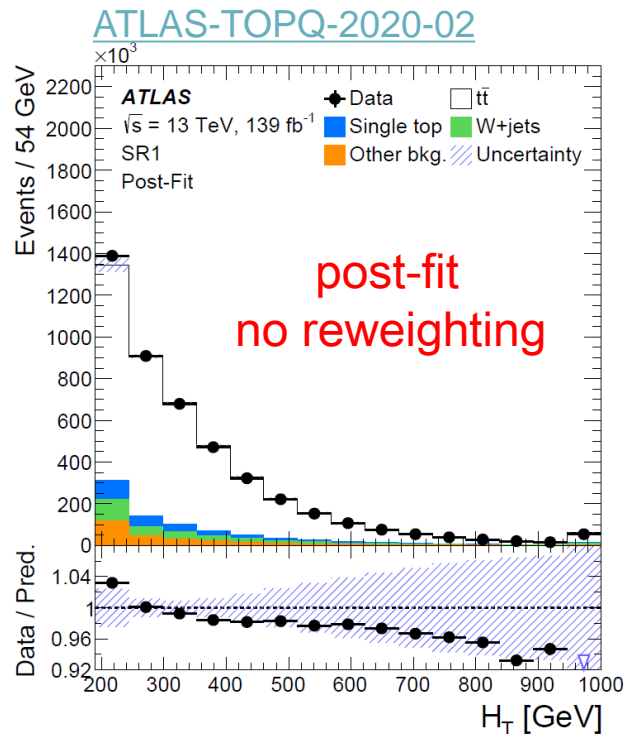 ATLAS-TOPQ-2020-02
×10³
Events / 54 GeV
2200
2000
1800
1600
1400
1200
1000
800
600
400
200
0
ATLAS
√s = 13 TeV, 139 fb⁻¹
SR1
Post-Fit
Data
tt̄
Single top
W+jets
Other bkg.
Uncertainty
post-fit
no reweighting
Data / Pred.
1.04
1
0.96
0.92
200 300 400 500 600 700 800 900 1000
H_T [GeV]